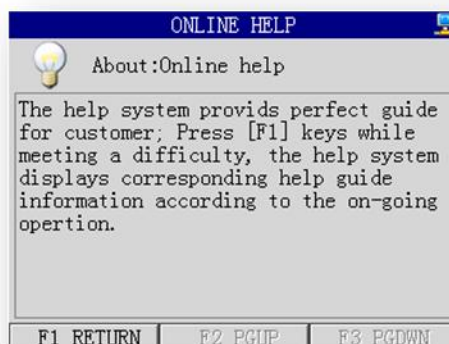 ONLINE HELP
About:Online help
The help system provids perfect guide
for customer; Press [F1] keys while
meeting a difficulty, the help system
displays corresponding help guide
information according to the on-going
opertion.
F1 RETURN F2 PGUP F3 PGDWN